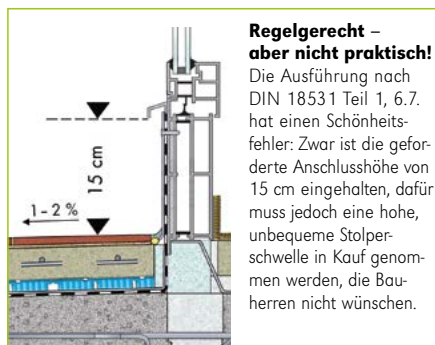 Regelgerecht –
aber nicht praktisch!
Die Ausführung nach
DIN 18531 Teil 1, 6.7.
hat einen Schönheits-
fehler: Zwar ist die gefor-
derte Anschlusshöhe von
15 cm eingehalten, dafür
muss jedoch eine hohe,
unbequeme Stolper-
schwelle in Kauf genom-
men werden, die Bau-
herren nicht wünschen.
15 cm
1-2 %